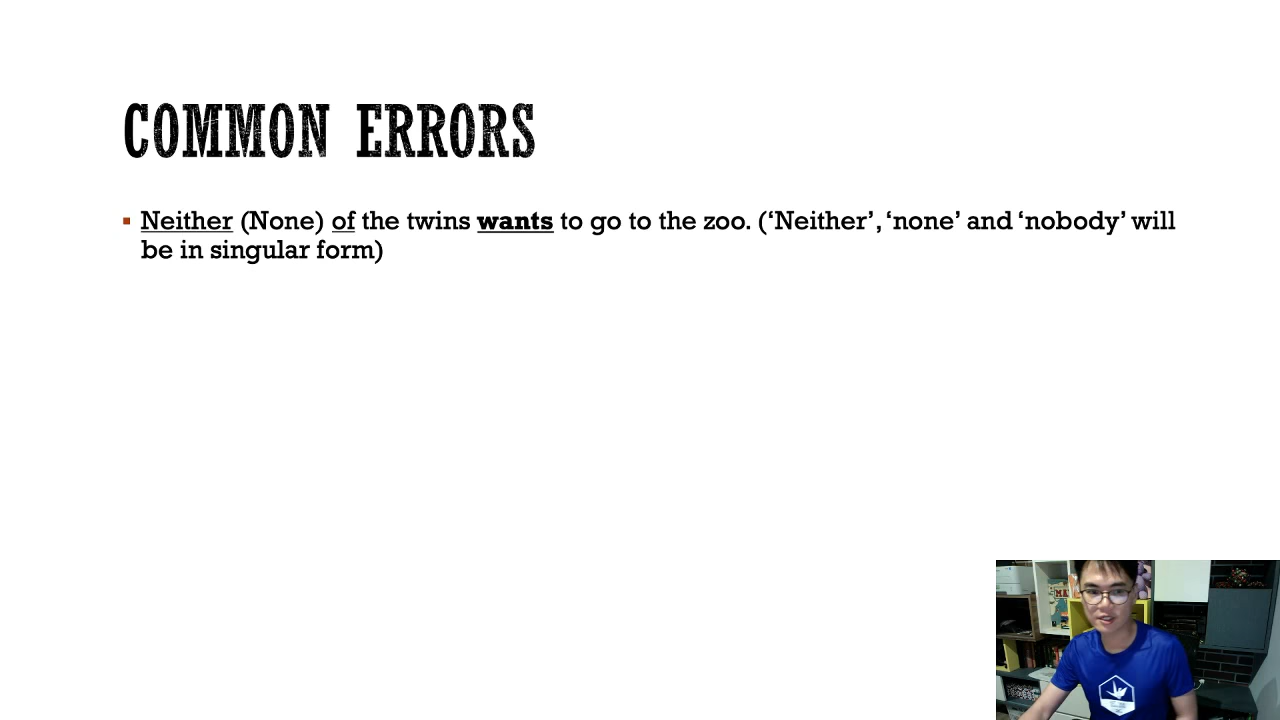 COMMON ERRORS
▪ Neither (None) of the twins wants to go to the zoo. (‘Neither’, ‘none’ and ‘nobody’ will
be in singular form)